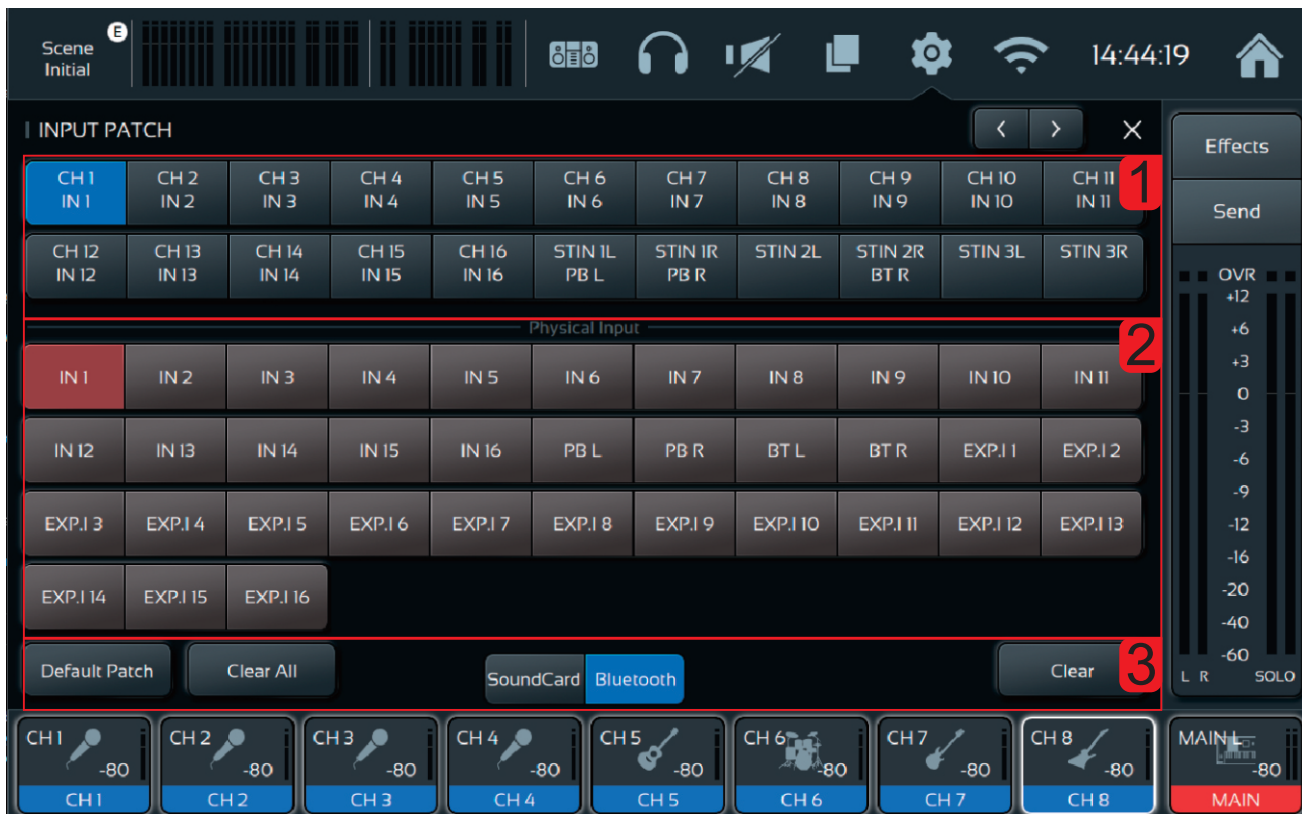 Scene E
Initial
14:44:19
INPUT PATCH
< > X
Effects
CH 1 CH 2 CH 3 CH 4 CH 5 CH 6 CH 7 CH 8 CH 9 CH 10 CH 11 1
IN 1 IN 2 IN 3 IN 4 IN 5 IN 6 IN 7 IN 8 IN 9 IN 10 IN 11
Send
CH 12 CH 13 CH 14 CH 15 CH 16 STIN 1L STIN 1R STIN 2L STIN 2R STIN 3L STIN 3R
IN 12 IN 13 IN 14 IN 15 IN 16 PB L PB R BT R
OVR
+12
+6
+3
0
-3
-6
-9
-12
-16
-20
-40
-60
L R SOLO
Physical Input
2
IN 1 IN 2 IN 3 IN 4 IN 5 IN 6 IN 7 IN 8 IN 9 IN 10 IN 11
IN 12 IN 13 IN 14 IN 15 IN 16 PB L PB R BT L BT R EXP.I 1 EXP.I 2
EXP.I 3 EXP.I 4 EXP.I 5 EXP.I 6 EXP.I 7 EXP.I 8 EXP.I 9 EXP.I 10 EXP.I 11 EXP.I 12 EXP.I 13
EXP.I 14 EXP.I 15 EXP.I 16
Default Patch Clear All SoundCard Bluetooth Clear 3
CH 1 CH 2 CH 3 CH 4 CH 5 CH 6 CH 7 CH 8 MAIN L
-80 -80 -80 -80 -80 -80 -80 -80 -80
CH 1 CH 2 CH 3 CH 4 CH 5 CH 6 CH 7 CH 8 MAIN